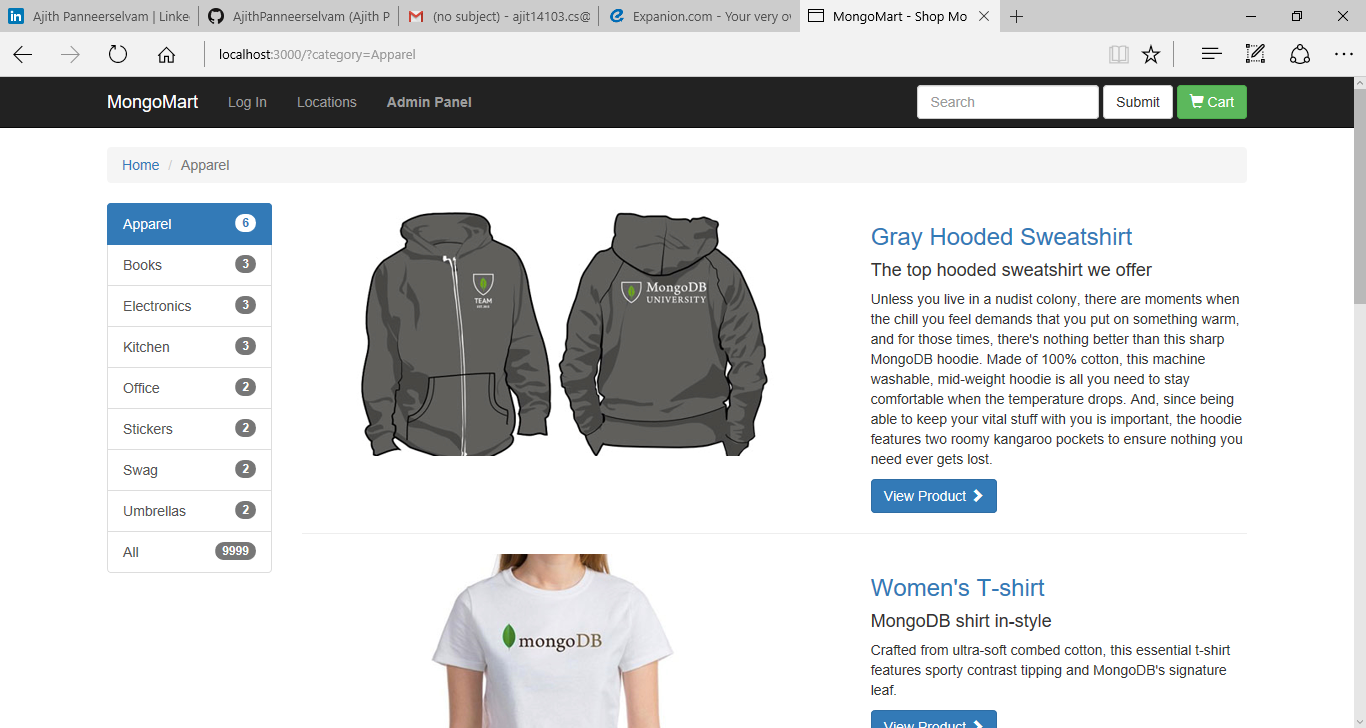 Ajith Panneerselvam | Linke
AjithPanneerselvam (Ajith P
(no subject) - ajit14103.cs@
Expanion.com - Your very ov
MongoMart - Shop Mo
localhost:3000/?category=Apparel
MongoMart
Log In
Locations
Admin Panel
Search
Submit
Cart
Home / Apparel
Apparel 6
Books 3
Electronics 3
Kitchen 3
Office 2
Stickers 2
Swag 2
Umbrellas 2
All 9999
TEAM
MongoDB
UNIVERSITY
Gray Hooded Sweatshirt
The top hooded sweatshirt we offer
Unless you live in a nudist colony, there are moments when
the chill you feel demands that you put on something warm,
and for those times, there's nothing better than this sharp
MongoDB hoodie. Made of 100% cotton, this machine
washable, mid-weight hoodie is all you need to stay
comfortable when the temperature drops. And, since being
able to keep your vital stuff with you is important, the hoodie
features two roomy kangaroo pockets to ensure nothing you
need ever gets lost.
View Product
mongoDB
Women's T-shirt
MongoDB shirt in-style
Crafted from ultra-soft combed cotton, this essential t-shirt
features sporty contrast tipping and MongoDB's signature
leaf.
View Product